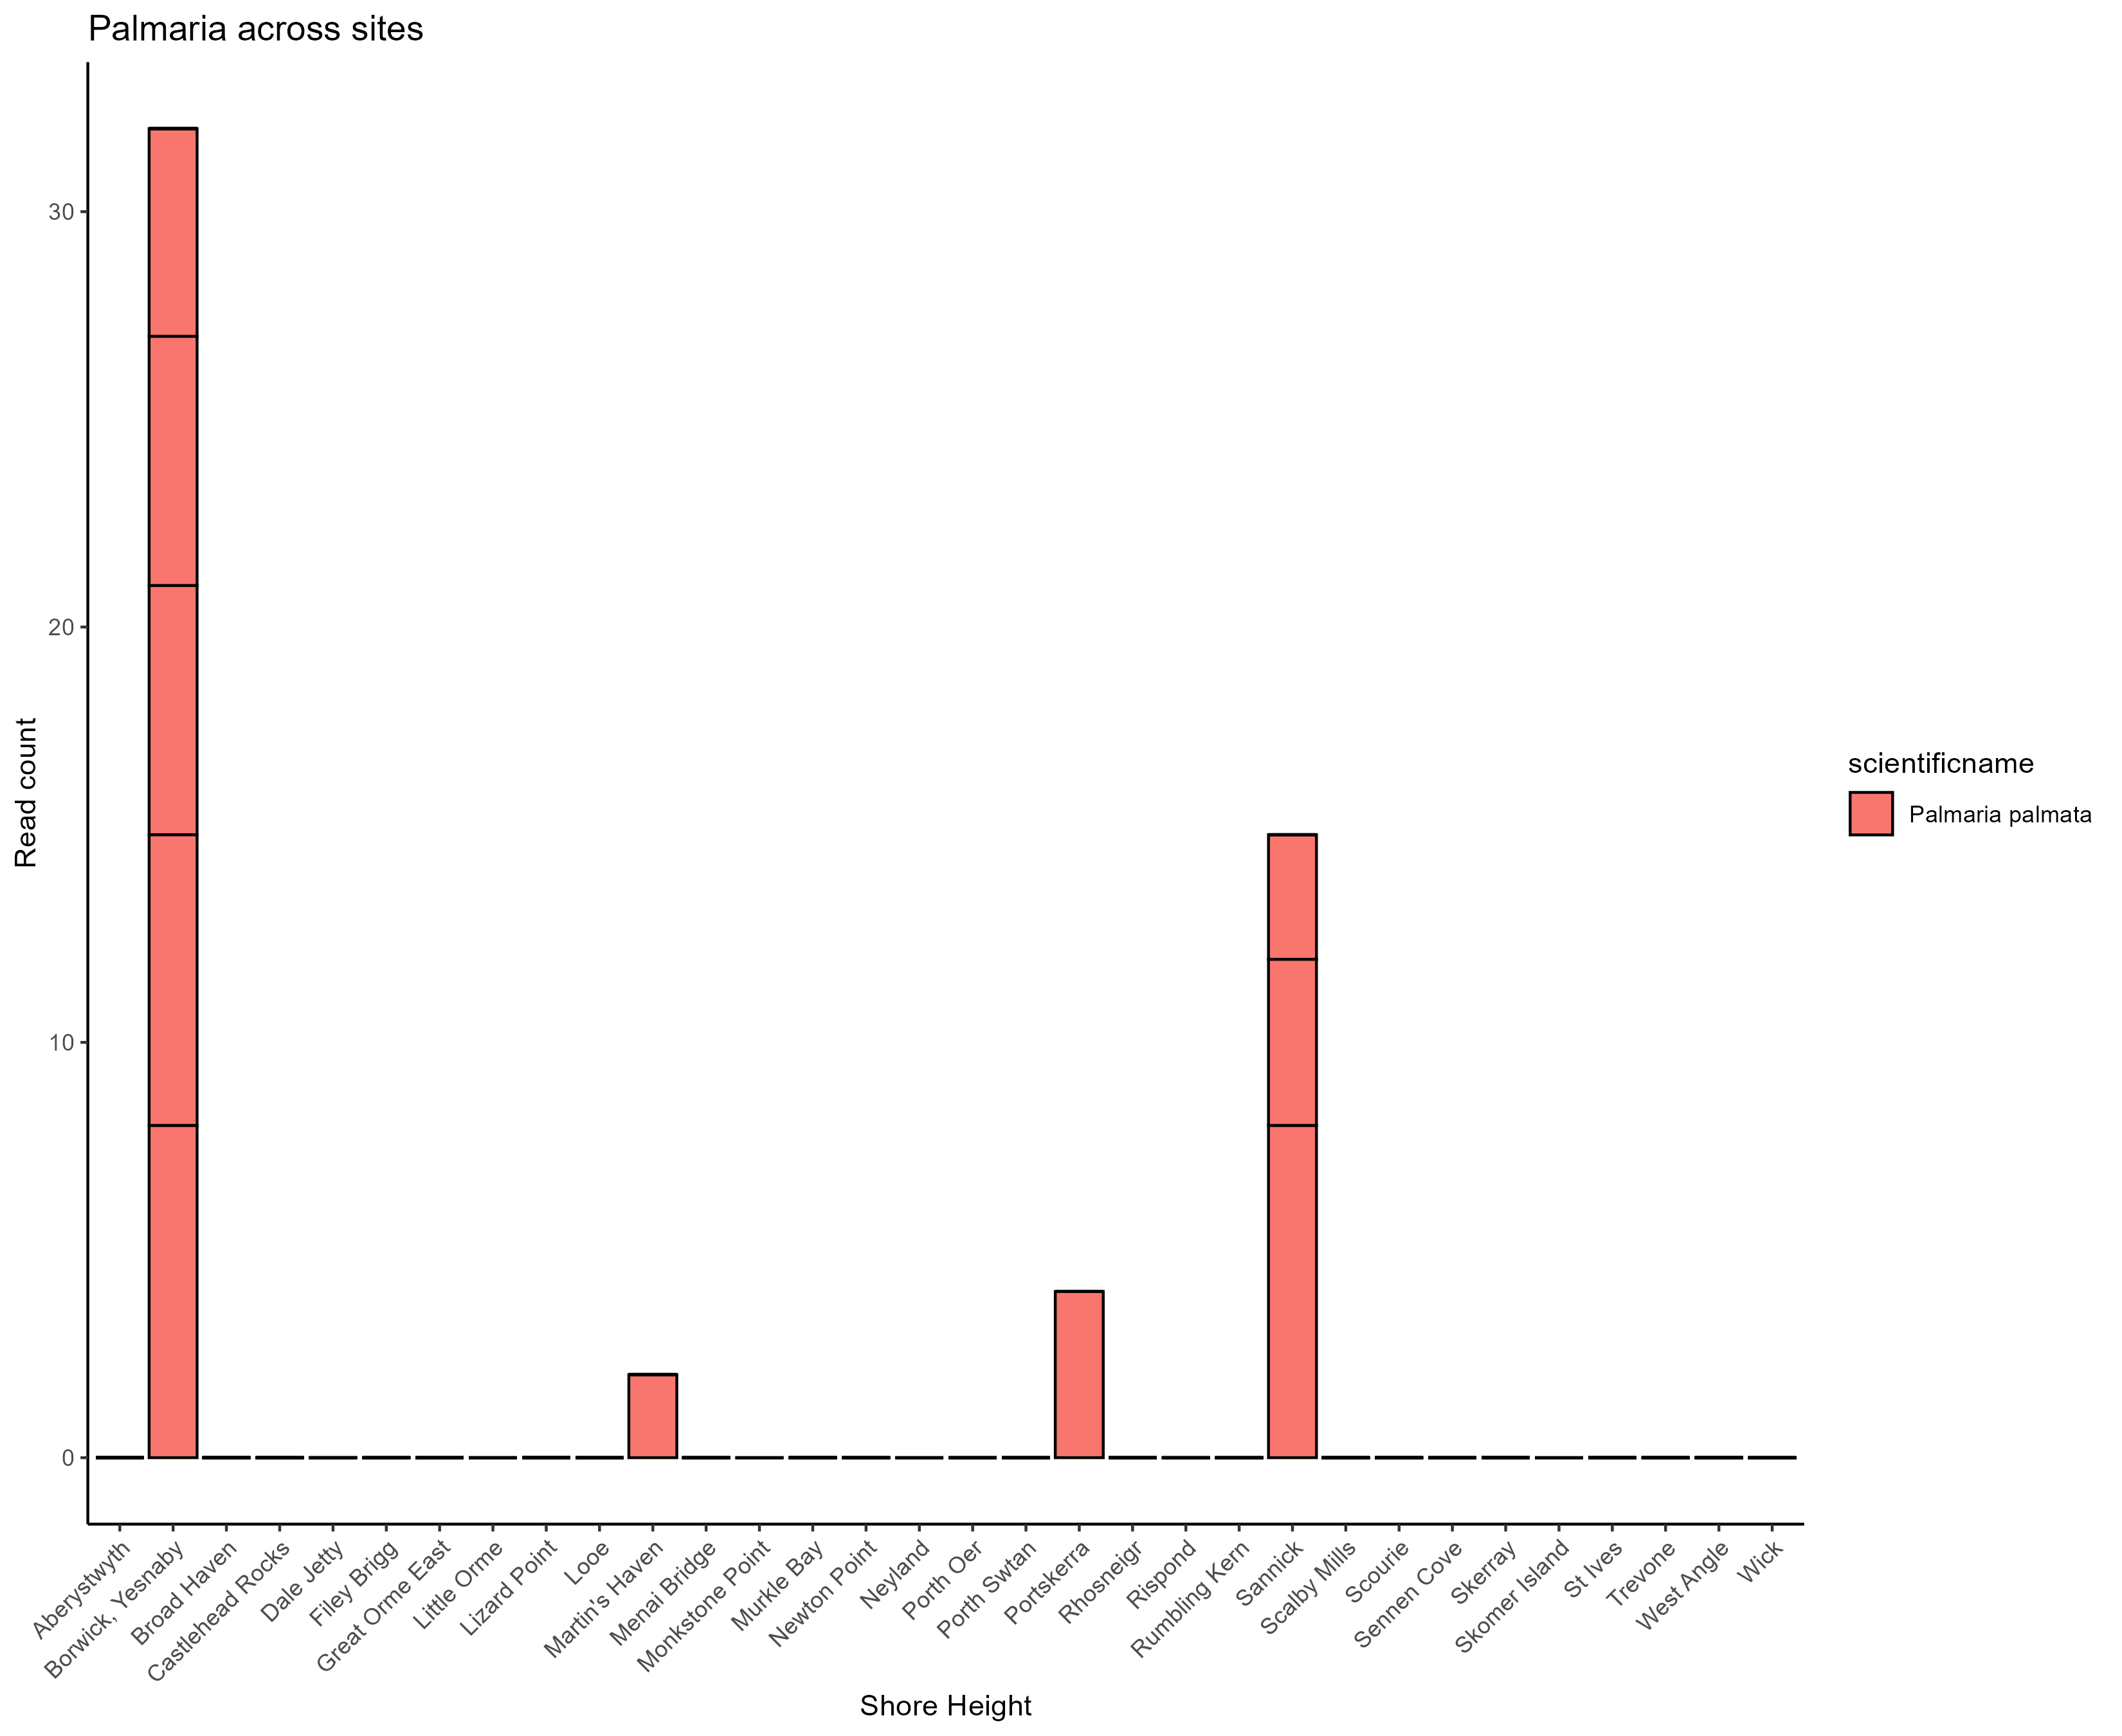 Palmaria across sites
Read count
30
20
10
0
Aberystwyth
Borwick, Yesnaby
Broad Haven
Castlehead Rocks
Dale Jetty
Filey Brigg
Great Orme East
Little Orme
Lizard Point
Looe
Martin's Haven
Menai Bridge
Monkstone Point
Murkle Bay
Newton Point
Neyland
Porth Oer
Porth Swtan
Portskerra
Rhosneigr
Rispond
Rumbling Kern
Sannick
Scalby Mills
Scourie
Sennen Cove
Skerray
Skomer Island
St Ives
Trevone
West Angle
Wick
Shore Height
scientificname
Palmaria palmata